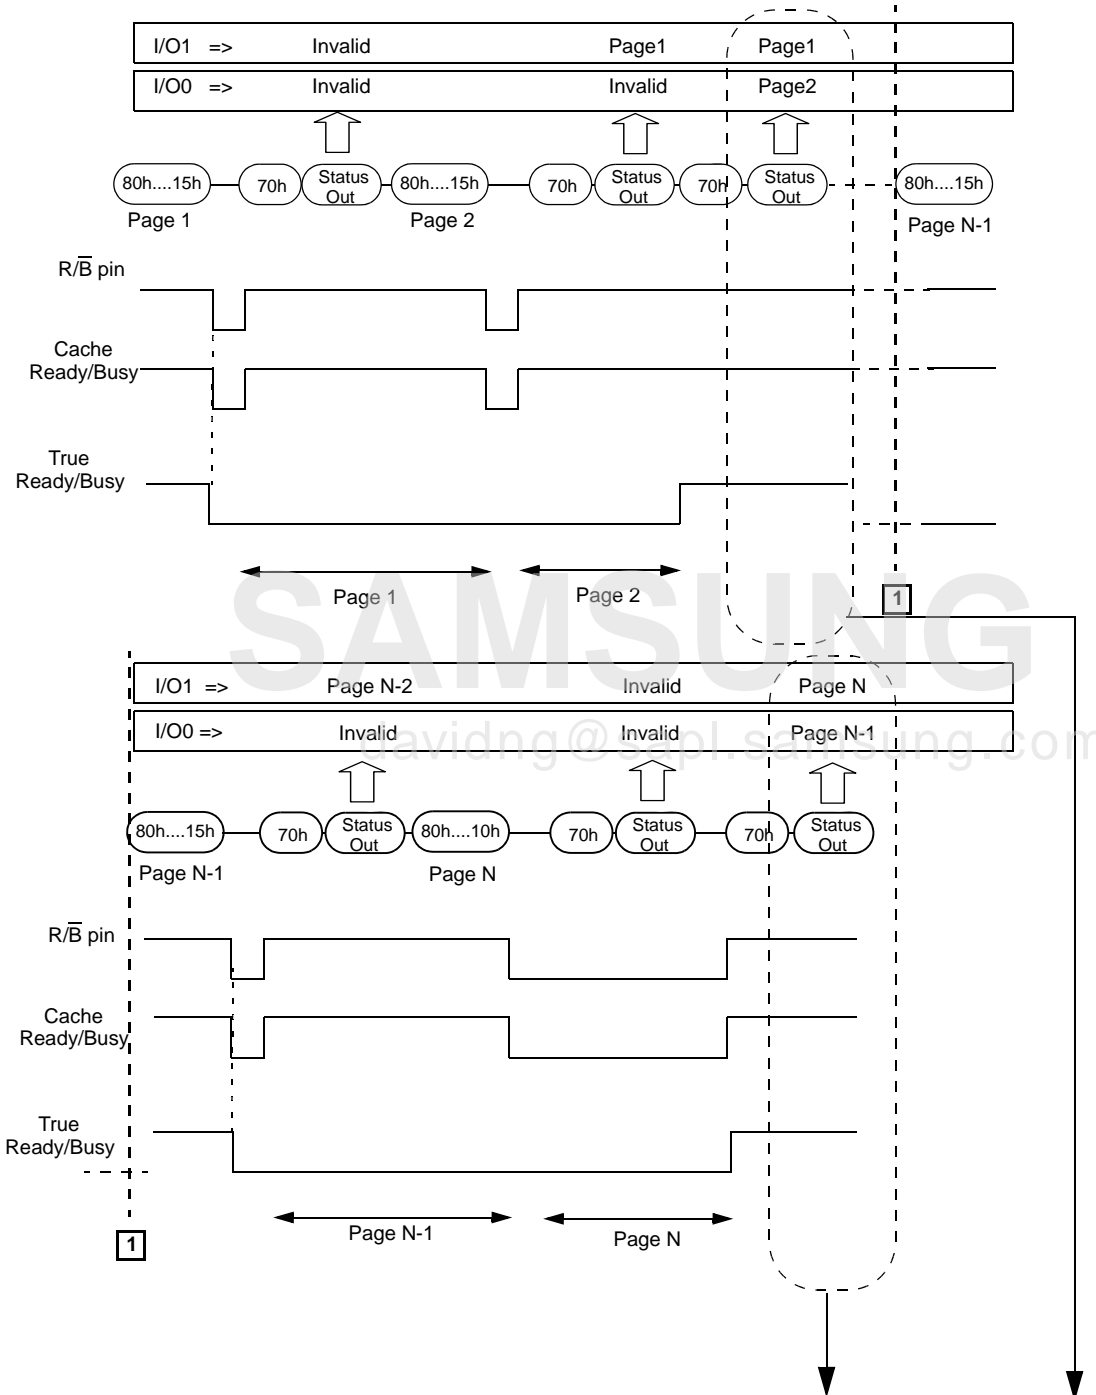 I/O1 => Invalid Page1 Page1
I/O0 => Invalid Invalid Page2
80h....15h 70h Status Out 80h....15h 70h Status Out 70h Status Out 80h....15h
Page 1 Page 2 Page N-1
R/B pin
Cache
Ready/Busy
True
Ready/Busy
Page 1 Page 2 1
SAMSUNG
I/O1 => Page N-2 Invalid Page N
I/O0 => Invalid Invalid Page N-1
davidng@sapl.samsung.com
80h....15h 70h Status Out 80h....10h 70h Status Out 70h Status Out
Page N-1 Page N
R/B pin
Cache
Ready/Busy
True
Ready/Busy
Page N-1 Page N
1